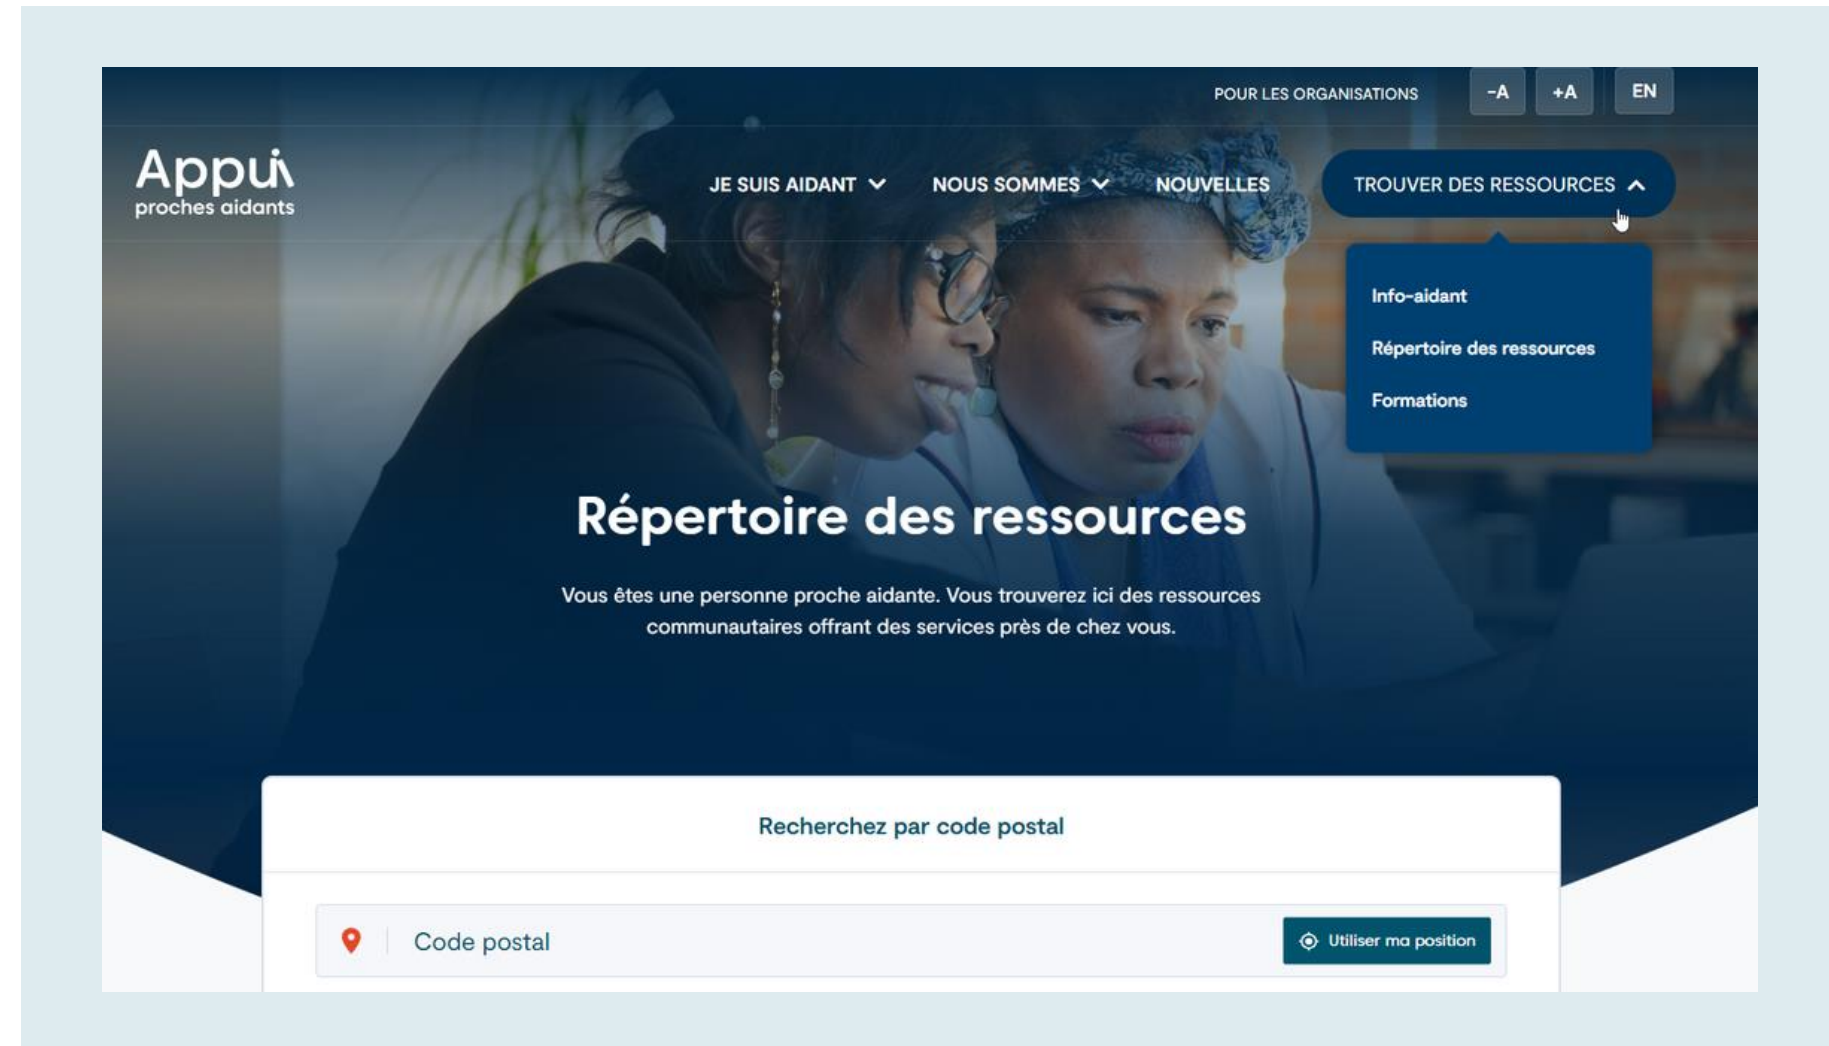 POUR LES ORGANISATIONS -A +A EN
Appui
proches aidants
JE SUIS AIDANT NOUS SOMMES NOUVELLES TROUVER DES RESSOURCES
Info-aidant
Répertoire des ressources
Formations
Répertoire des ressources
Vous êtes une personne proche aidante. Vous trouverez ici des ressources
communautaires offrant des services près de chez vous.
Recherchez par code postal
Code postal Utiliser ma position